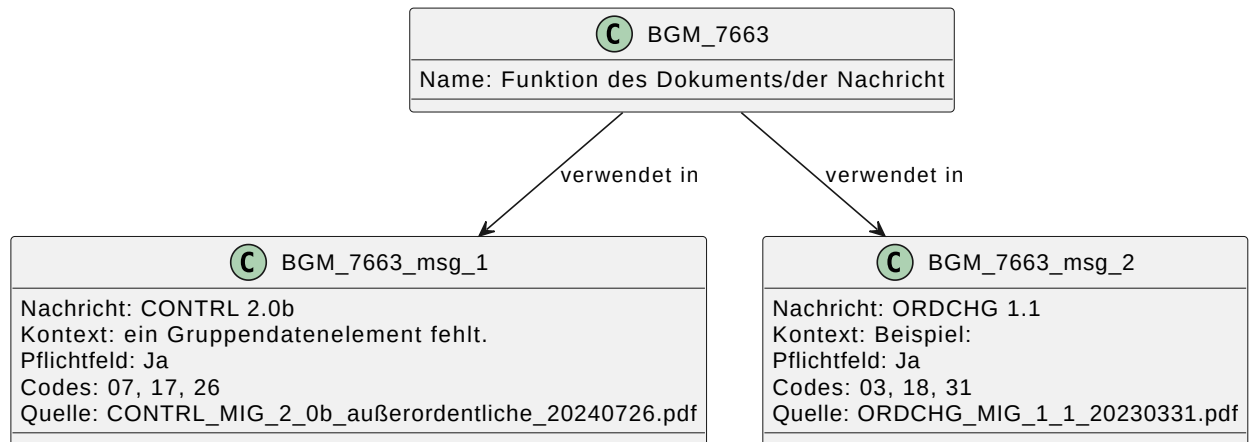 C BGM_7663
Name: Funktion des Dokuments/der Nachricht
verwendet in
verwendet in
C BGM_7663_msg_1
Nachricht: CONTRL 2.0b
Kontext: ein Gruppendatenelement fehlt.
Pflichtfeld: Ja
Codes: 07, 17, 26
Quelle: CONTRL_MIG_2_0b_außerordentliche_20240726.pdf
C BGM_7663_msg_2
Nachricht: ORDCHG 1.1
Kontext: Beispiel:
Pflichtfeld: Ja
Codes: 03, 18, 31
Quelle: ORDCHG_MIG_1_1_20230331.pdf